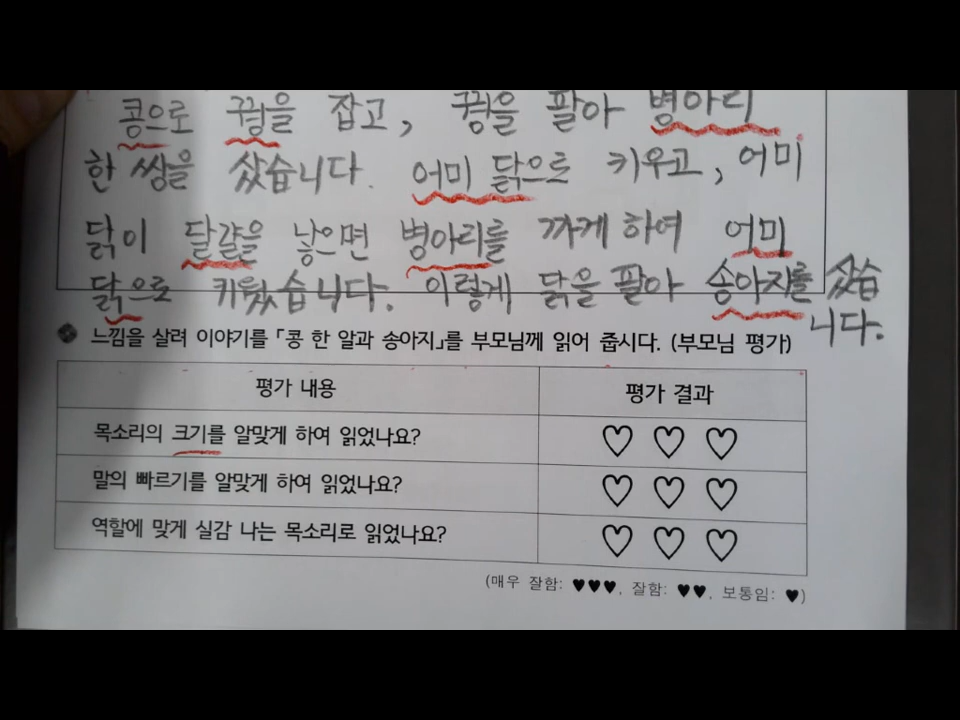 콩으로 꿩을 잡고, 꿩을 팔아 병아리
한 쌍을 샀습니다. 어미 닭으로 키우고, 어미
닭이 달걀을 낳으면 병아리를 까게 하여 어미
닭으로 키웠습니다. 이렇게 닭을 팔아 송아지를 샀습
니다.
느낌을 살려 이야기를 「콩 한 알과 송아지」를 부모님께 읽어 줍시다. (부모님 평가)
평가 내용 평가 결과
목소리의 크기를 알맞게 하여 읽었나요? ♡ ♡ ♡
말의 빠르기를 알맞게 하여 읽었나요? ♡ ♡ ♡
역할에 맞게 실감 나는 목소리로 읽었나요? ♡ ♡ ♡
(매우 잘함: ♥♥♥, 잘함: ♥♥, 보통임: ♥)